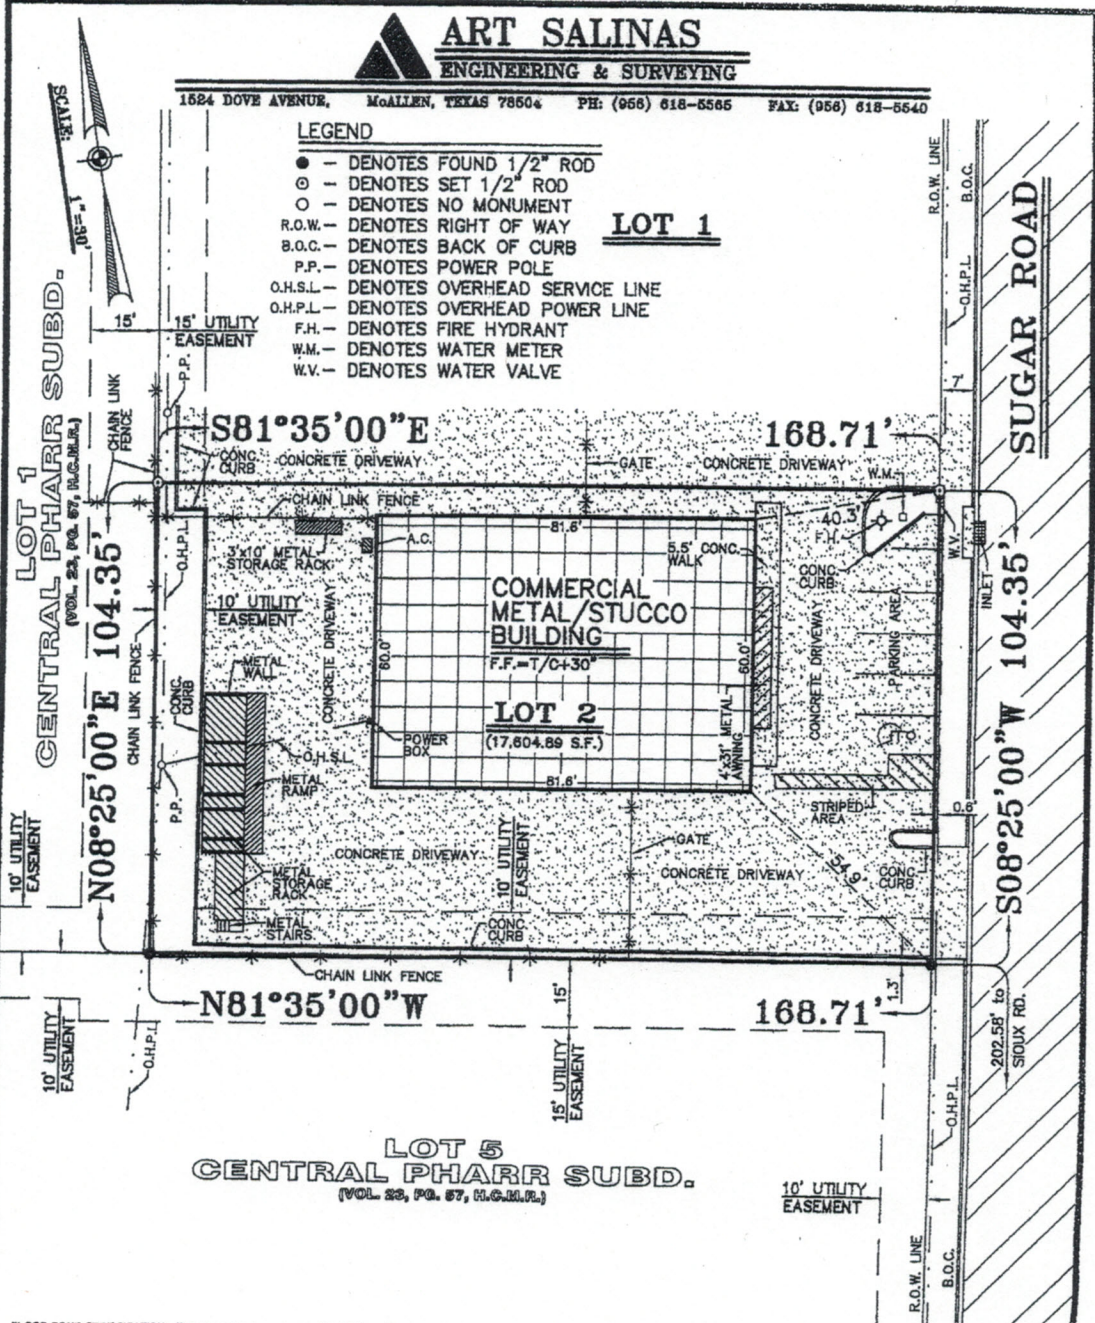 ART SALINAS
ENGINEERING & SURVEYING
1524 DOVE AVENUE, McALLEN, TEXAS 78504 PH: (956) 618-5565 FAX: (956) 618-5540
SCALE: 1"=30'
LEGEND
● – DENOTES FOUND 1/2" ROD
⊙ – DENOTES SET 1/2" ROD
○ – DENOTES NO MONUMENT
R.O.W.– DENOTES RIGHT OF WAY
B.O.C.– DENOTES BACK OF CURB
P.P.– DENOTES POWER POLE
O.H.S.L.– DENOTES OVERHEAD SERVICE LINE
O.H.P.L.– DENOTES OVERHEAD POWER LINE
F.H.– DENOTES FIRE HYDRANT
W.M.– DENOTES WATER METER
W.V.– DENOTES WATER VALVE
LOT 1
R.O.W. LINE
B.O.C.
O.H.P.L.
SUGAR ROAD
7'
15'
15' UTILITY
EASEMENT
P.P.
CHAIN LINK
FENCE
LOT 1
CENTRAL PHARR SUBD.
(VOL. 23, PG. 57, H.C.M.R.)
S81°35'00"E
168.71'
CONC.
CURB
CONCRETE DRIVEWAY
GATE
CONCRETE DRIVEWAY
W.M.
CHAIN LINK FENCE
81.6'
40.3'
F.H.
A.C.
3'x10' METAL
STORAGE RACK
5.5' CONC.
WALK
CONC.
CURB
W.V.
INLET
O.H.P.L.
10' UTILITY
EASEMENT
CONCRETE DRIVEWAY
COMMERCIAL
METAL/STUCCO
BUILDING
F.F.=T/C+30"
60.0'
60.0'
CONCRETE DRIVEWAY
PARKING AREA
N08°25'00"E 104.35'
S08°25'00"W 104.35'
CHAIN LINK FENCE
METAL
WALL
CONC.
CURB
LOT 2
(17,604.89 S.F.)
POWER
BOX
O.H.S.L.
METAL
RAMP
4'x31' METAL
AWNING
81.6'
P.P.
STRIPED
AREA
0.6'
10' UTILITY
EASEMENT
CONCRETE DRIVEWAY
10' UTILITY
EASEMENT
GATE
CONCRETE DRIVEWAY
54.9'
CONC.
CURB
METAL
STORAGE
RACK
METAL
STAIRS
CONC.
CURB
CHAIN LINK FENCE
N81°35'00"W
168.71'
1.3'
15'
202.58' to
SIOUX RD.
10' UTILITY
EASEMENT
O.H.P.L.
15' UTILITY
EASEMENT
LOT 5
CENTRAL PHARR SUBD.
(VOL. 23, PG. 57, H.C.M.R.)
10' UTILITY
EASEMENT
O.H.P.L.
R.O.W. LINE
B.O.C.